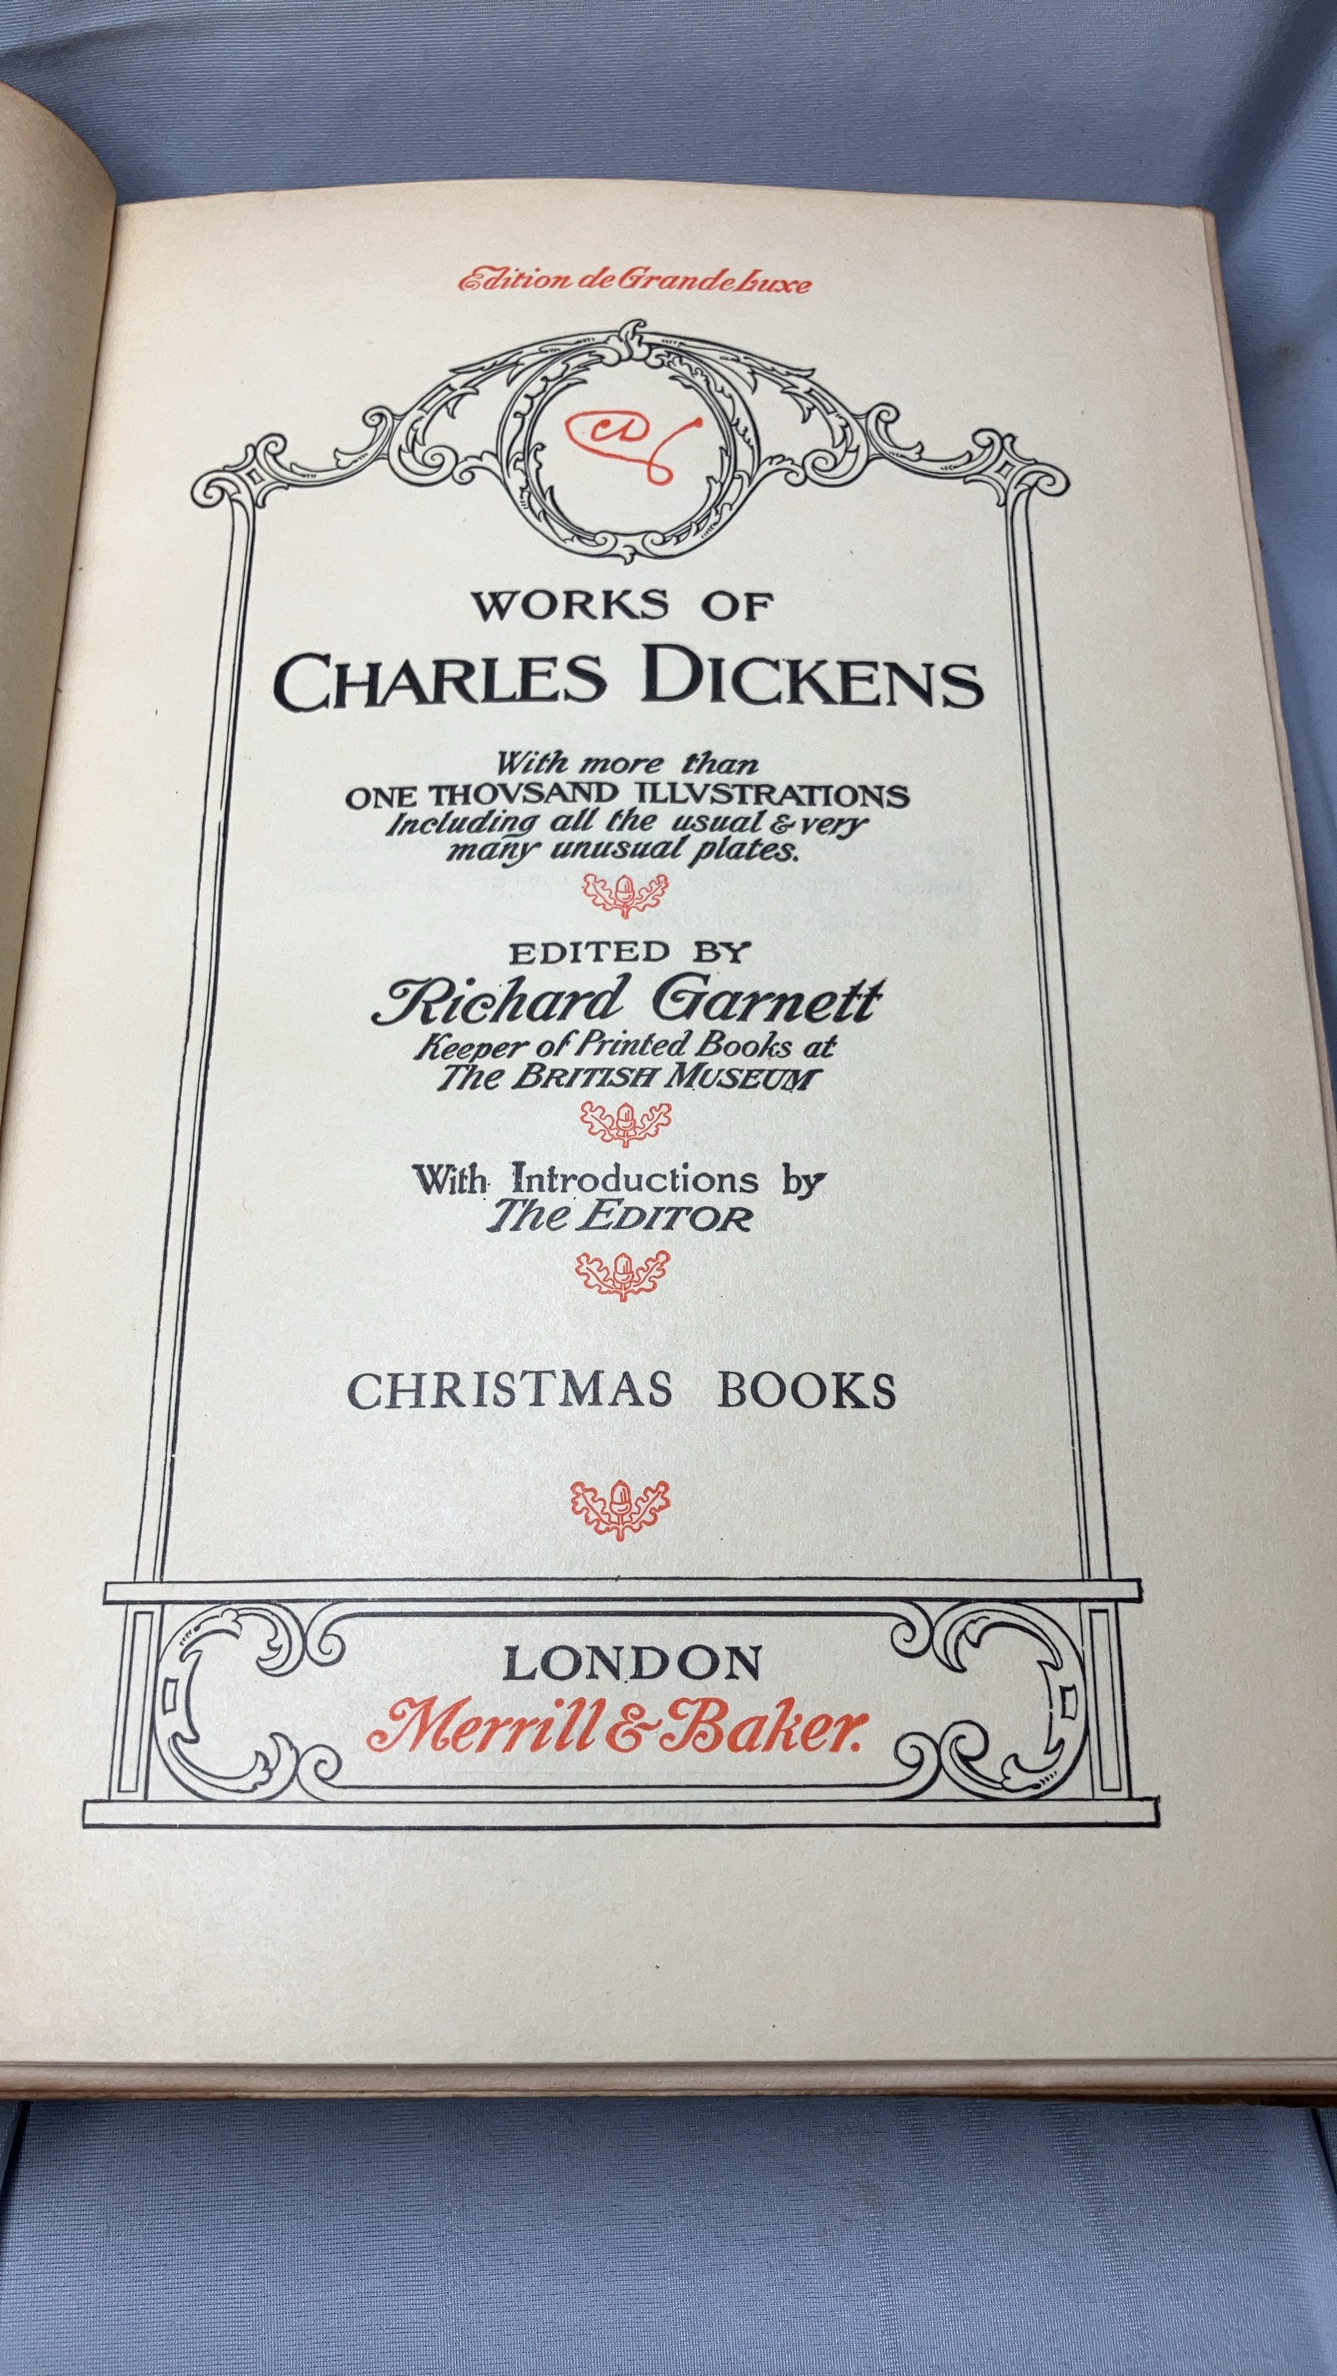 Edition de Grande Luxe
CD
WORKS OF
CHARLES DICKENS
With more than
ONE THOVSAND ILLVSTRATIONS
Including all the usual & very
many unusual plates.
EDITED BY
Richard Garnett
Keeper of Printed Books at
The BRITISH MUSEUM
With Introductions by
The EDITOR
CHRISTMAS BOOKS
LONDON
Merrill & Baker.